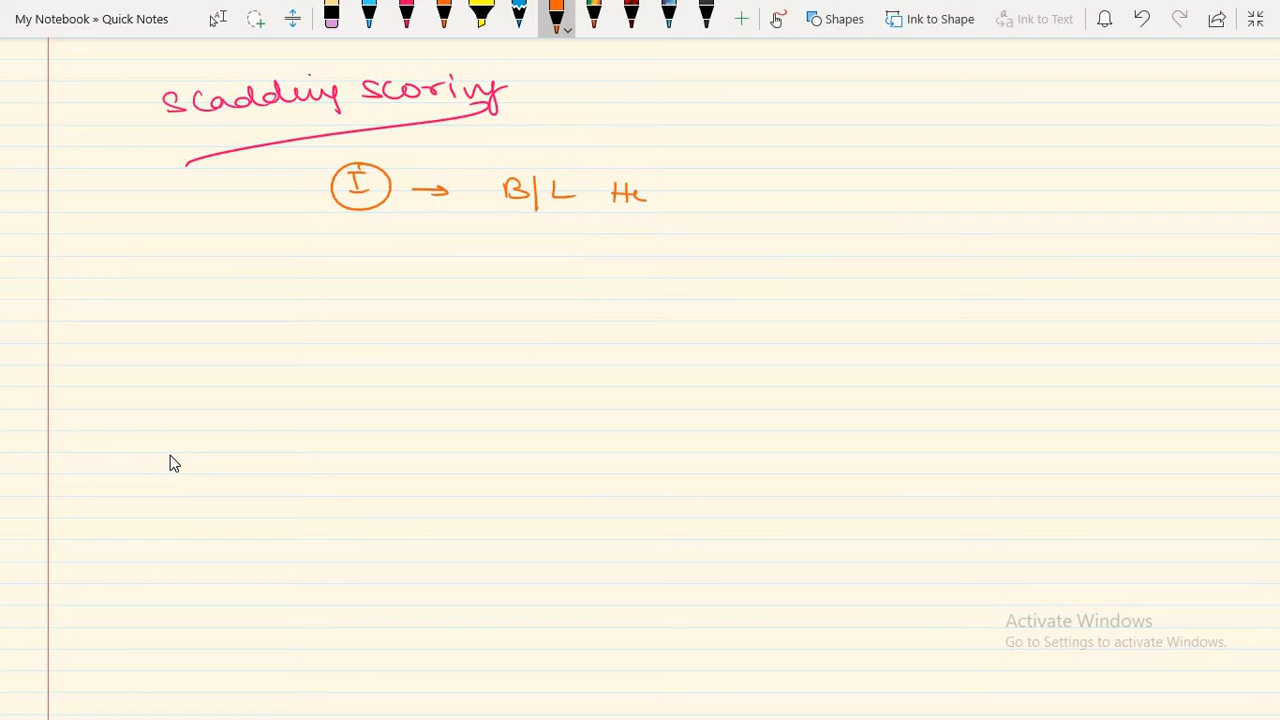 My Notebook » Quick Notes
Shapes
Ink to Shape
Ink to Text
Scadding scoring
I → B/L He
Activate Windows
Go to Settings to activate Windows.